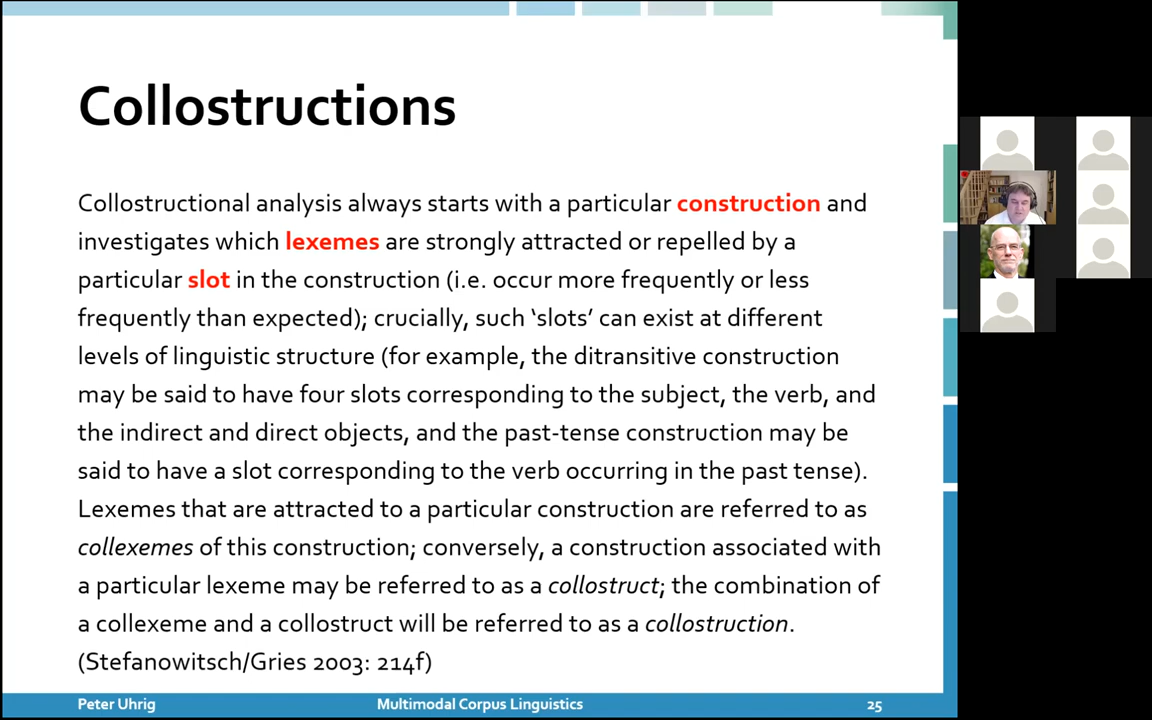 Collostructions
Collostructional analysis always starts with a particular construction and
investigates which lexemes are strongly attracted or repelled by a
particular slot in the construction (i.e. occur more frequently or less
frequently than expected); crucially, such ‘slots’ can exist at different
levels of linguistic structure (for example, the ditransitive construction
may be said to have four slots corresponding to the subject, the verb, and
the indirect and direct objects, and the past-tense construction may be
said to have a slot corresponding to the verb occurring in the past tense).
Lexemes that are attracted to a particular construction are referred to as
collexemes of this construction; conversely, a construction associated with
a particular lexeme may be referred to as a collostruct; the combination of
a collexeme and a collostruct will be referred to as a collostruction.
(Stefanowitsch/Gries 2003: 214f)
Peter Uhrig Multimodal Corpus Linguistics 25